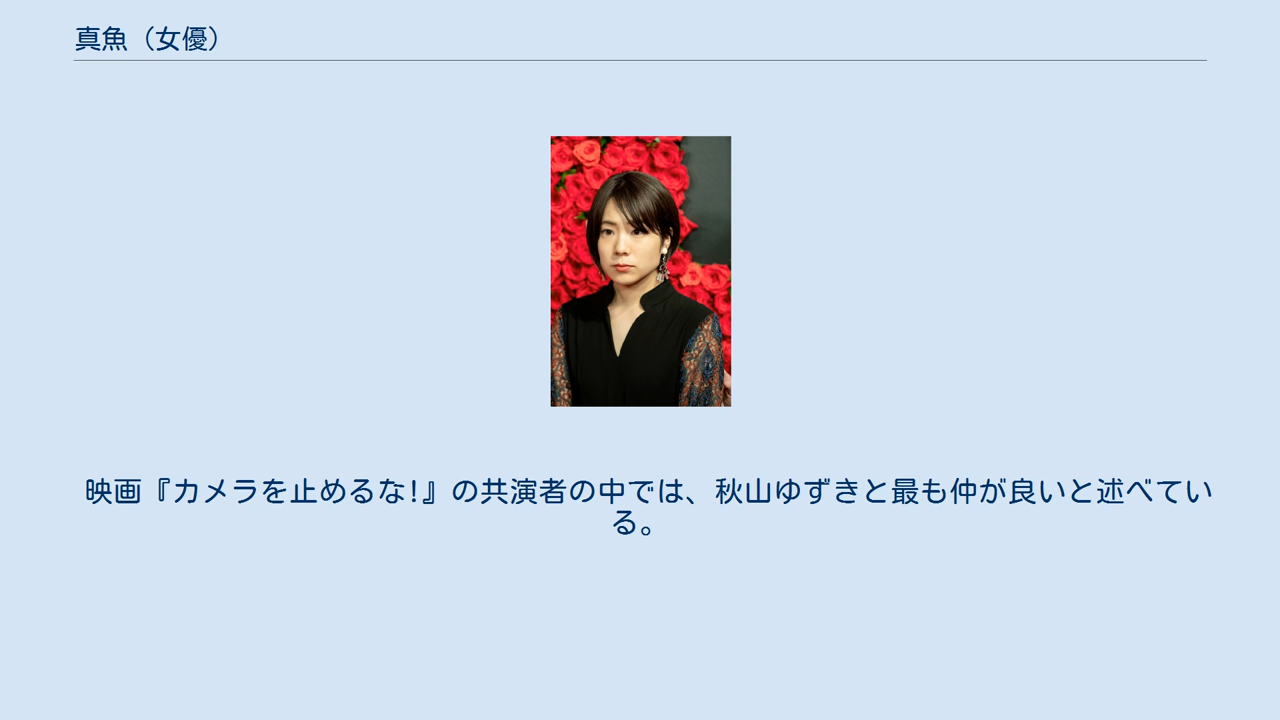 真魚（女優）
映画『カメラを止めるな!』の共演者の中では、秋山ゆずきと最も仲が良いと述べてい
る。